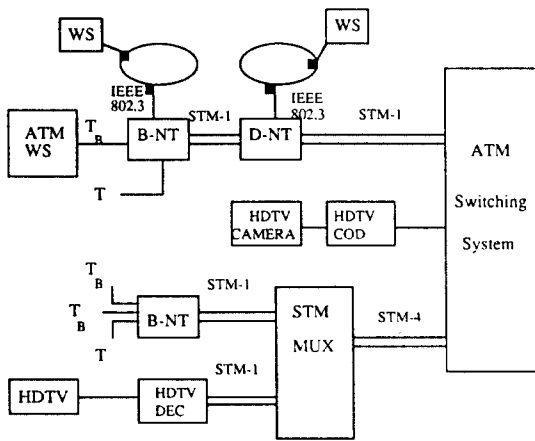 WS
WS
IEEE
802.3
IEEE
802.3
STM-1
STM-1
ATM
WS
T_B
B-NT
D-NT
T
ATM
Switching
System
HDTV
CAMERA
HDTV
COD
T_B
T_B
T
B-NT
STM-1
STM
MUX
STM-4
STM-1
HDTV
HDTV
DEC